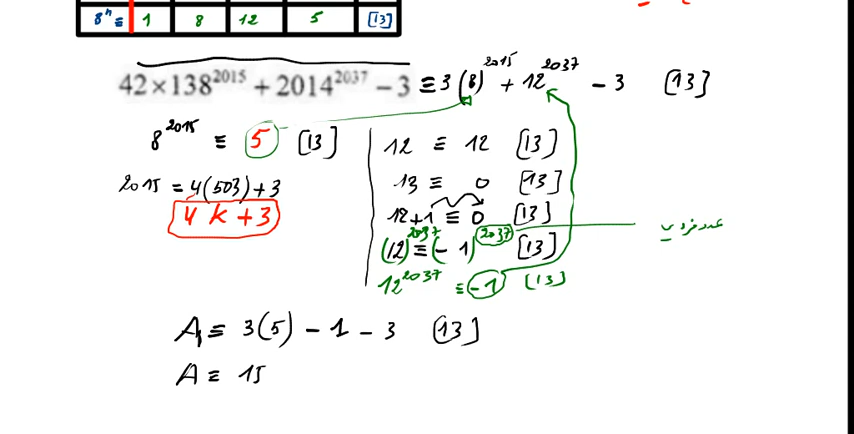 8ⁿ ≡ 1 8 12 5 [13]
42×138²⁰¹⁵ + 2014²⁰³⁷ − 3 ≡ 3(8)²⁰¹⁵ + 12²⁰³⁷ − 3 [13]
8²⁰¹⁵ ≡ 5 [13]
2015 = 4(503)+3
4K+3
12 ≡ 12 [13]
13 ≡ 0 [13]
12+1 ≡ 0 [13]
(12)²⁰³⁷ ≡ (−1)²⁰³⁷ [13]
عدد فردي
12²⁰³⁷ ≡ −1 [13]
A ≡ 3(5) − 1 − 3 [13]
A ≡ 15